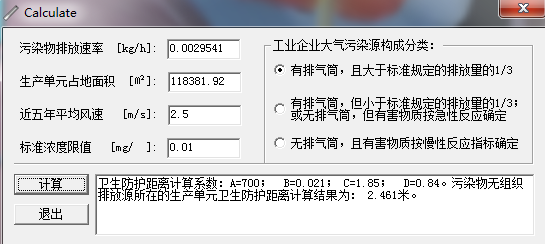 Calculate
污染物排放速率 [kg/h]: 0.0029541
生产单元占地面积 [m²]: 118381.92
近五年平均风速 [m/s]: 2.5
标准浓度限值 [mg/ ]: 0.01
工业企业大气污染源构成分类:
有排气筒，且大于标准规定的排放量的1/3
有排气筒，但小于标准规定的排放量的1/3;
或无排气筒，但有害物质按急性反应确定
无排气筒，且有害物质按慢性反应指标确定
计算
退出
卫生防护距离计算系数: A=700; B=0.021; C=1.85; D=0.84。污染物无组织
排放源所在的生产单元卫生防护距离计算结果为: 2.461米。